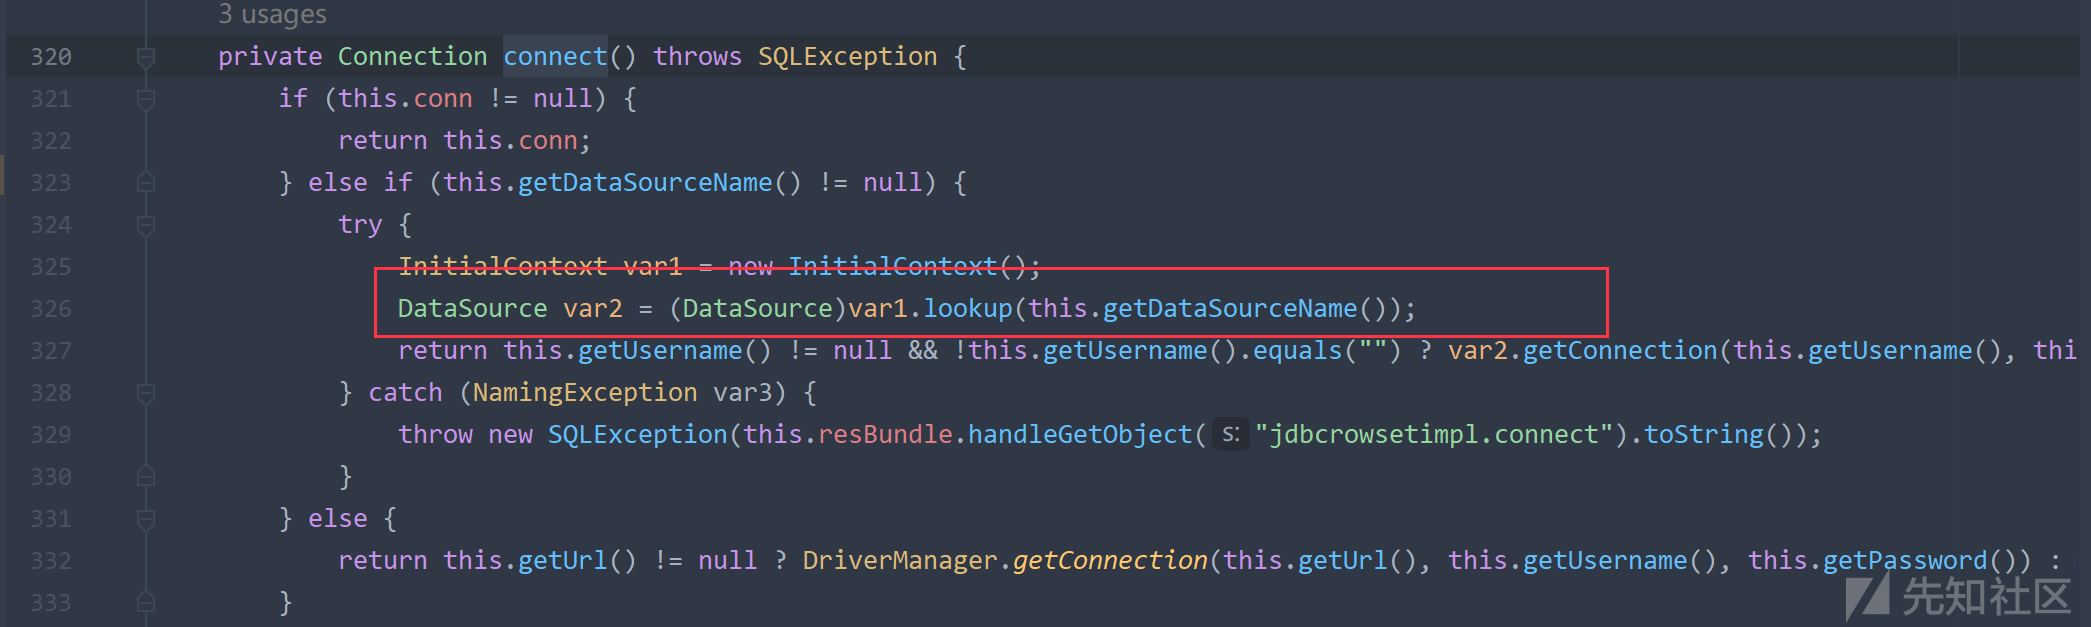 3 usages
320 private Connection connect() throws SQLException {
321 if (this.conn != null) {
322 return this.conn;
323 } else if (this.getDataSourceName() != null) {
324 try {
325 InitialContext var1 = new InitialContext();
326 DataSource var2 = (DataSource)var1.lookup(this.getDataSourceName());
327 return this.getUsername() != null && !this.getUsername().equals("") ? var2.getConnection(this.getUsername(), thi
328 } catch (NamingException var3) {
329 throw new SQLException(this.resBundle.handleGetObject( s: "jdbcrowsetimpl.connect").toString());
330 }
331 } else {
332 return this.getUrl() != null ? DriverManager.getConnection(this.getUrl(), this.getUsername(), this.getPassword()) :
333 }
先知社区